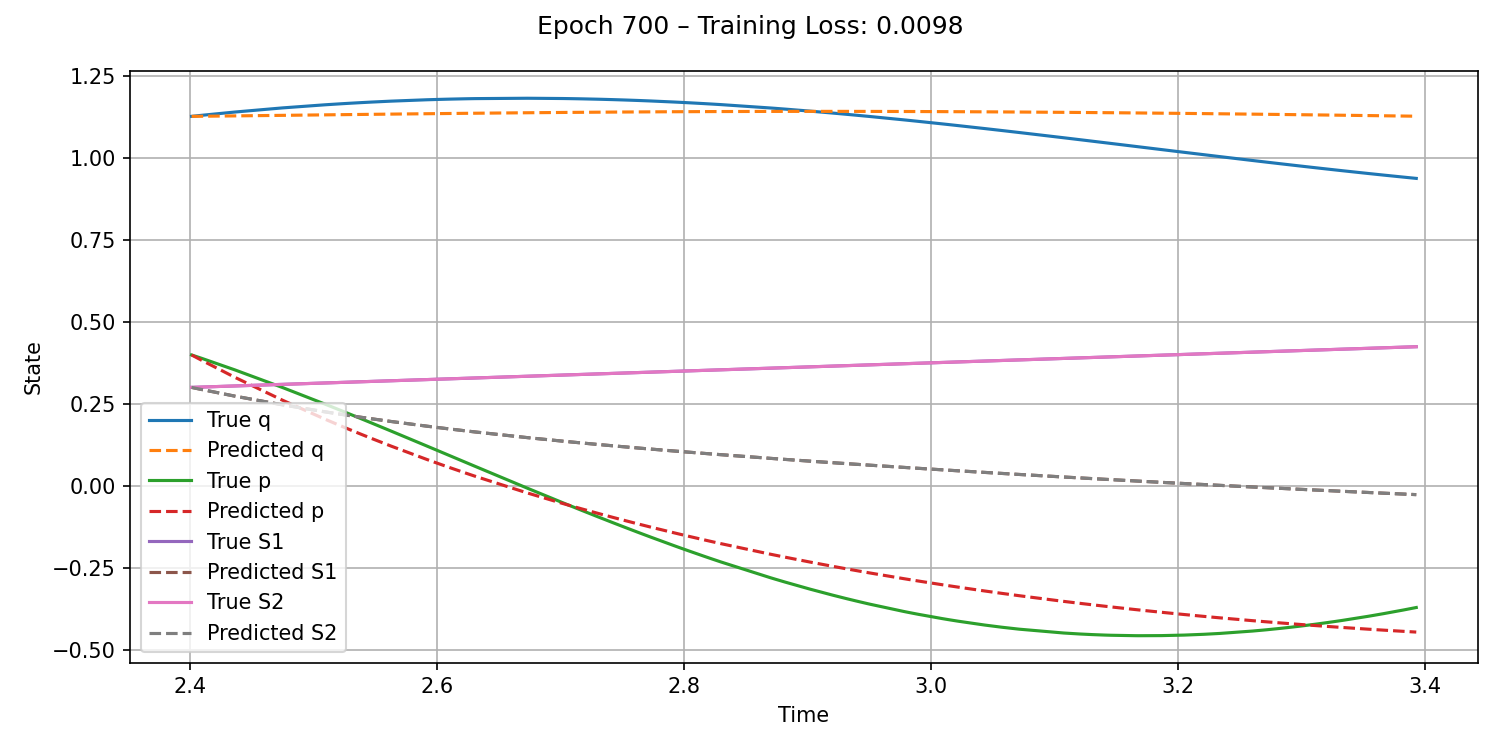 Epoch 700 – Training Loss: 0.0098
1.25
1.00
0.75
0.50
0.25
0.00
−0.25
−0.50
State
True q
Predicted q
True p
Predicted p
True S1
Predicted S1
True S2
Predicted S2
2.4 2.6 2.8 3.0 3.2 3.4
Time